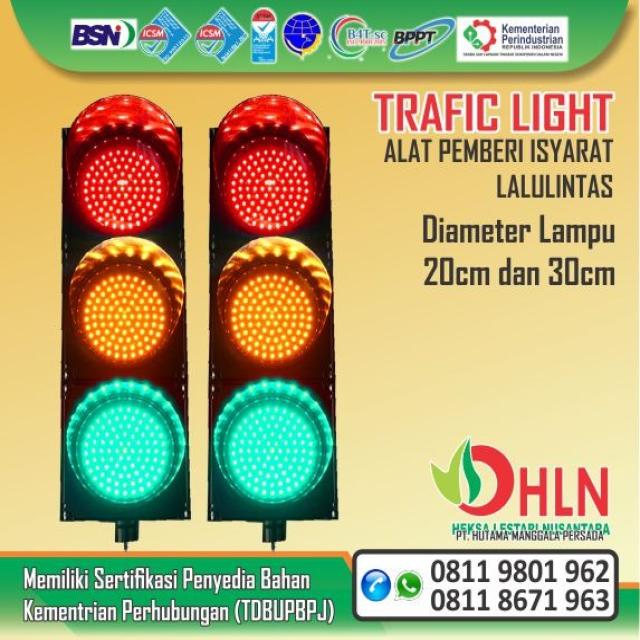 BSN
ICSM
ICSM
B4T-sc
BPPT
Kementerian
Perindustrian
REPUBLIK INDONESIA
TRAFIC LIGHT
ALAT PEMBERI ISYARAT
LALULINTAS
Diameter Lampu
20cm dan 30cm
HLN
HEKSA LESTARI NUSANTARA
PT. HUTAMA MANGGALA PERSADA
Memiliki Sertifikasi Penyedia Bahan
Kementrian Perhubungan (TDBUPBPJ)
0811 9801 962
0811 8671 963